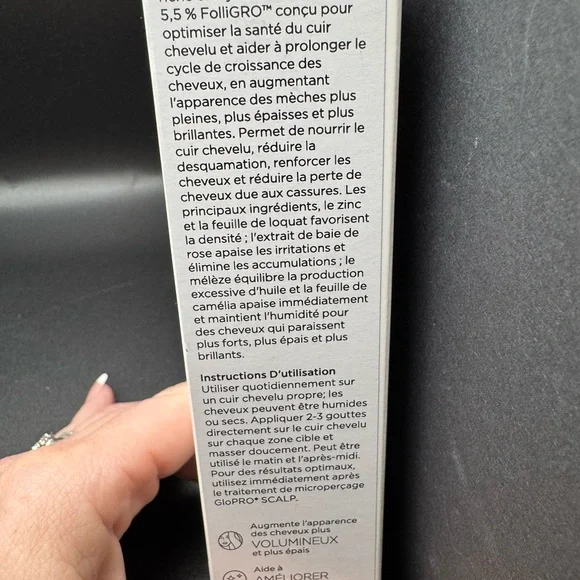 5,5 % FolliGRO™ conçu pour
optimiser la santé du cuir
chevelu et aider à prolonger le
cycle de croissance des
cheveux, en augmentant
l'apparence des mèches plus
pleines, plus épaisses et plus
brillantes. Permet de nourrir le
cuir chevelu, réduire la
desquamation, renforcer les
cheveux et réduire la perte de
cheveux due aux cassures. Les
principaux ingrédients, le zinc
et la feuille de loquat favorisent
la densité ; l'extrait de baie de
rose apaise les irritations et
élimine les accumulations ; le
mélèze équilibre la production
excessive d'huile et la feuille de
camélia apaise immédiatement
et maintient l'humidité pour
des cheveux qui paraissent
plus forts, plus épais et plus
brillants.
Instructions D'utilisation
Utiliser quotidiennement sur
un cuir chevelu propre; les
cheveux peuvent être humides
ou secs. Appliquer 2-3 gouttes
directement sur le cuir chevelu
sur chaque zone cible et
masser doucement. Peut être
utilisé le matin et l'après-midi.
Pour des résultats optimaux,
utilisez immédiatement après
le traitement de microperçage
GloPRO® SCALP.
Augmente l'apparence
des cheveux plus
VOLUMINEUX
et plus épais
Aide à
AMÉLIORER